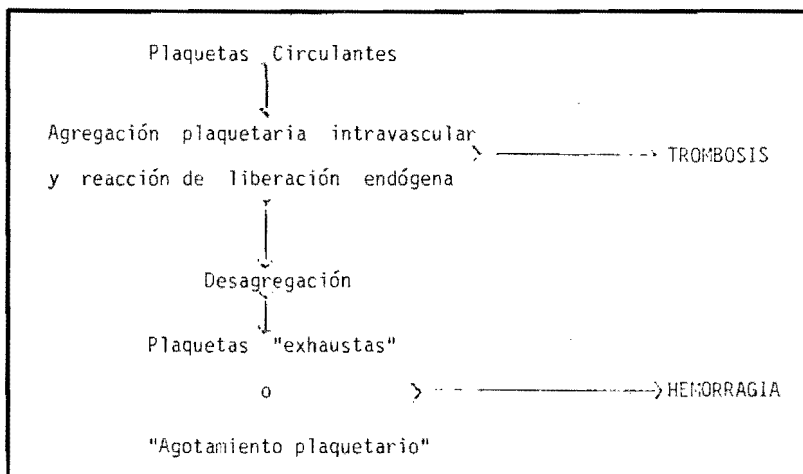 Plaquetas Circulantes
Agregación plaquetaria intravascular
y reacción de liberación endógena
TROMBOSIS
Desagregación
Plaquetas "exhaustas"
o
HEMORRAGIA
"Agotamiento plaquetario"